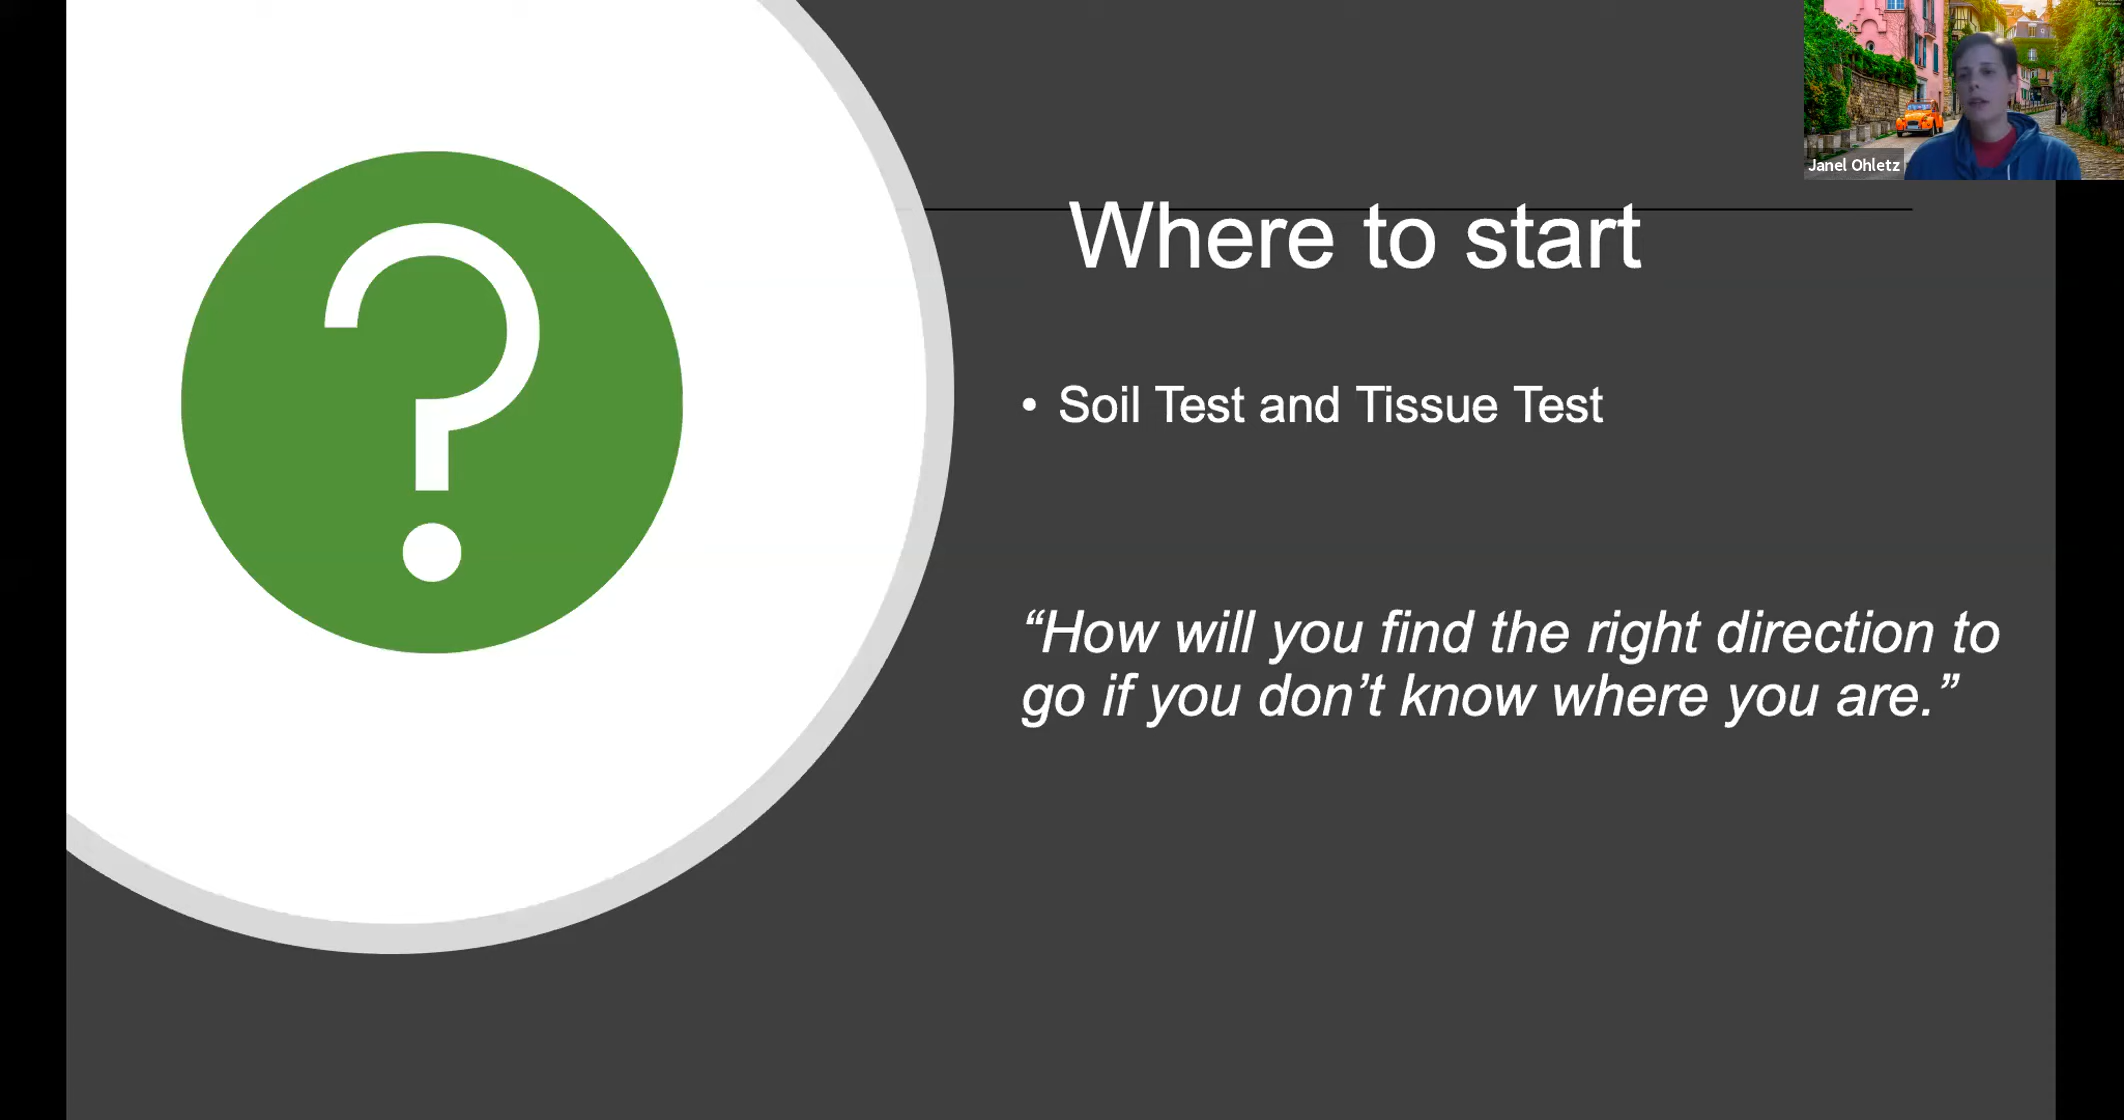 Janel Ohletz
Where to start
• Soil Test and Tissue Test
“How will you find the right direction to
go if you don’t know where you are.”